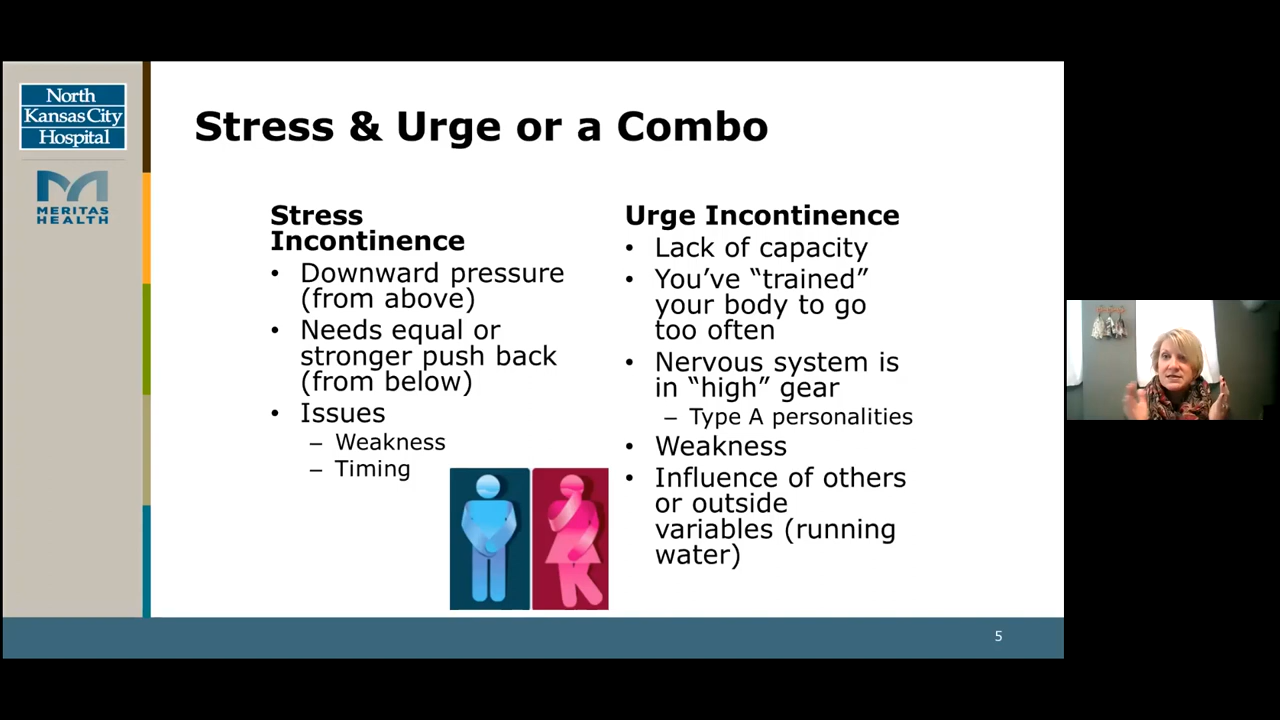 North
Kansas City
Hospital
MERITAS
HEALTH
Stress & Urge or a Combo
Stress
Incontinence
• Downward pressure
(from above)
• Needs equal or
stronger push back
(from below)
• Issues
– Weakness
– Timing
Urge Incontinence
• Lack of capacity
• You’ve “trained”
your body to go
too often
• Nervous system is
in “high” gear
– Type A personalities
• Weakness
• Influence of others
or outside
variables (running
water)
5